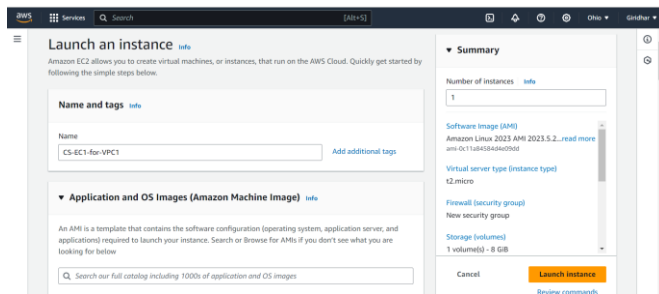 aws
Services
Search
[Alt+S]
Ohio
Giridhar
Launch an instance Info
Amazon EC2 allows you to create virtual machines, or instances, that run on the AWS Cloud. Quickly get started by
following the simple steps below.
Name and tags Info
Name
CS-EC1-for-VPC1
Add additional tags
Application and OS Images (Amazon Machine Image) Info
An AMI is a template that contains the software configuration (operating system, application server, and
applications) required to launch your instance. Search or Browse for AMIs if you don't see what you are
looking for below
Search our full catalog including 1000s of application and OS images
Summary
Number of instances Info
1
Software Image (AMI)
Amazon Linux 2023 AMI 2023.5.2...read more
ami-0c11a84584d4e09dd
Virtual server type (instance type)
t2.micro
Firewall (security group)
New security group
Storage (volumes)
1 volume(s) - 8 GiB
Cancel
Launch instance
Review commands